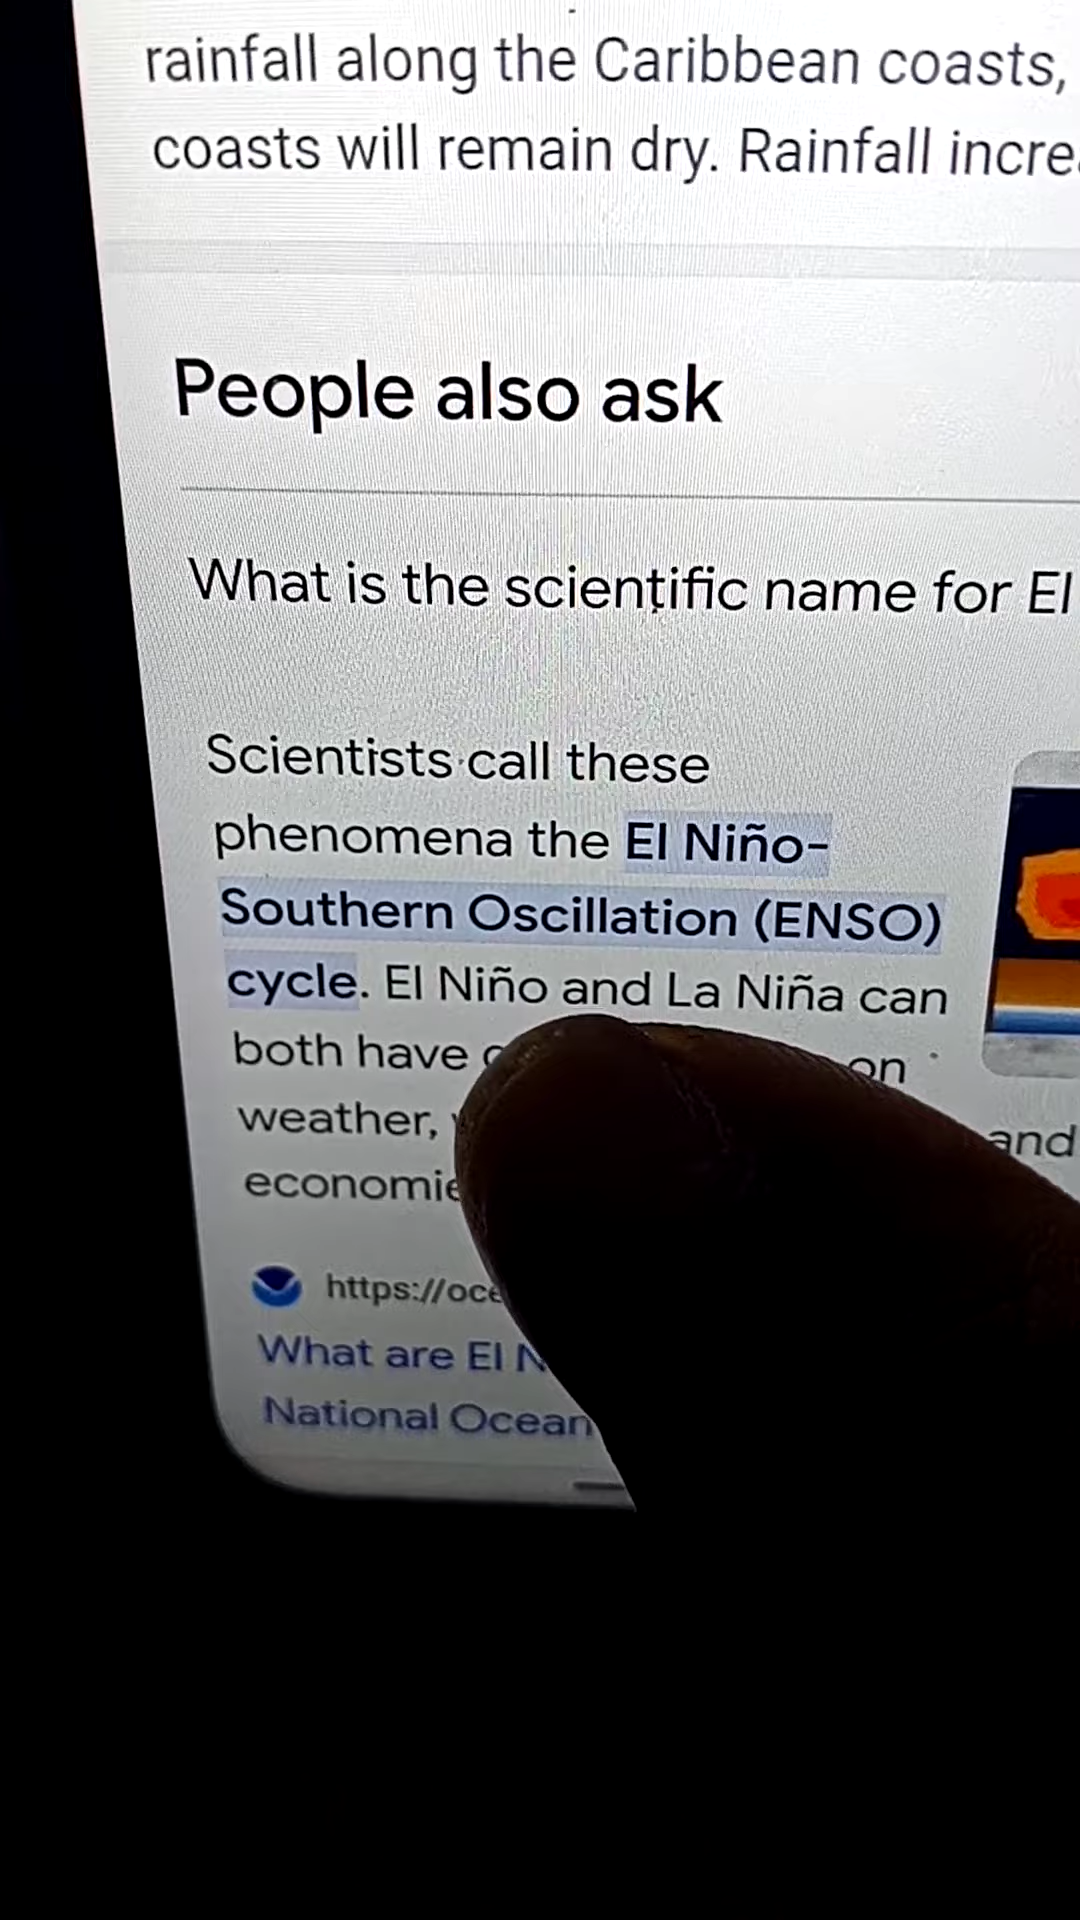 rainfall along the Caribbean coasts,
coasts will remain dry. Rainfall
People also ask
What is the scientific name for El
Scientists call these
phenomena the El Niño-
Southern Oscillation (ENSO)
cycle. El Niño and La Niña can
both have on
weather, and
https://
What are El
National Ocean